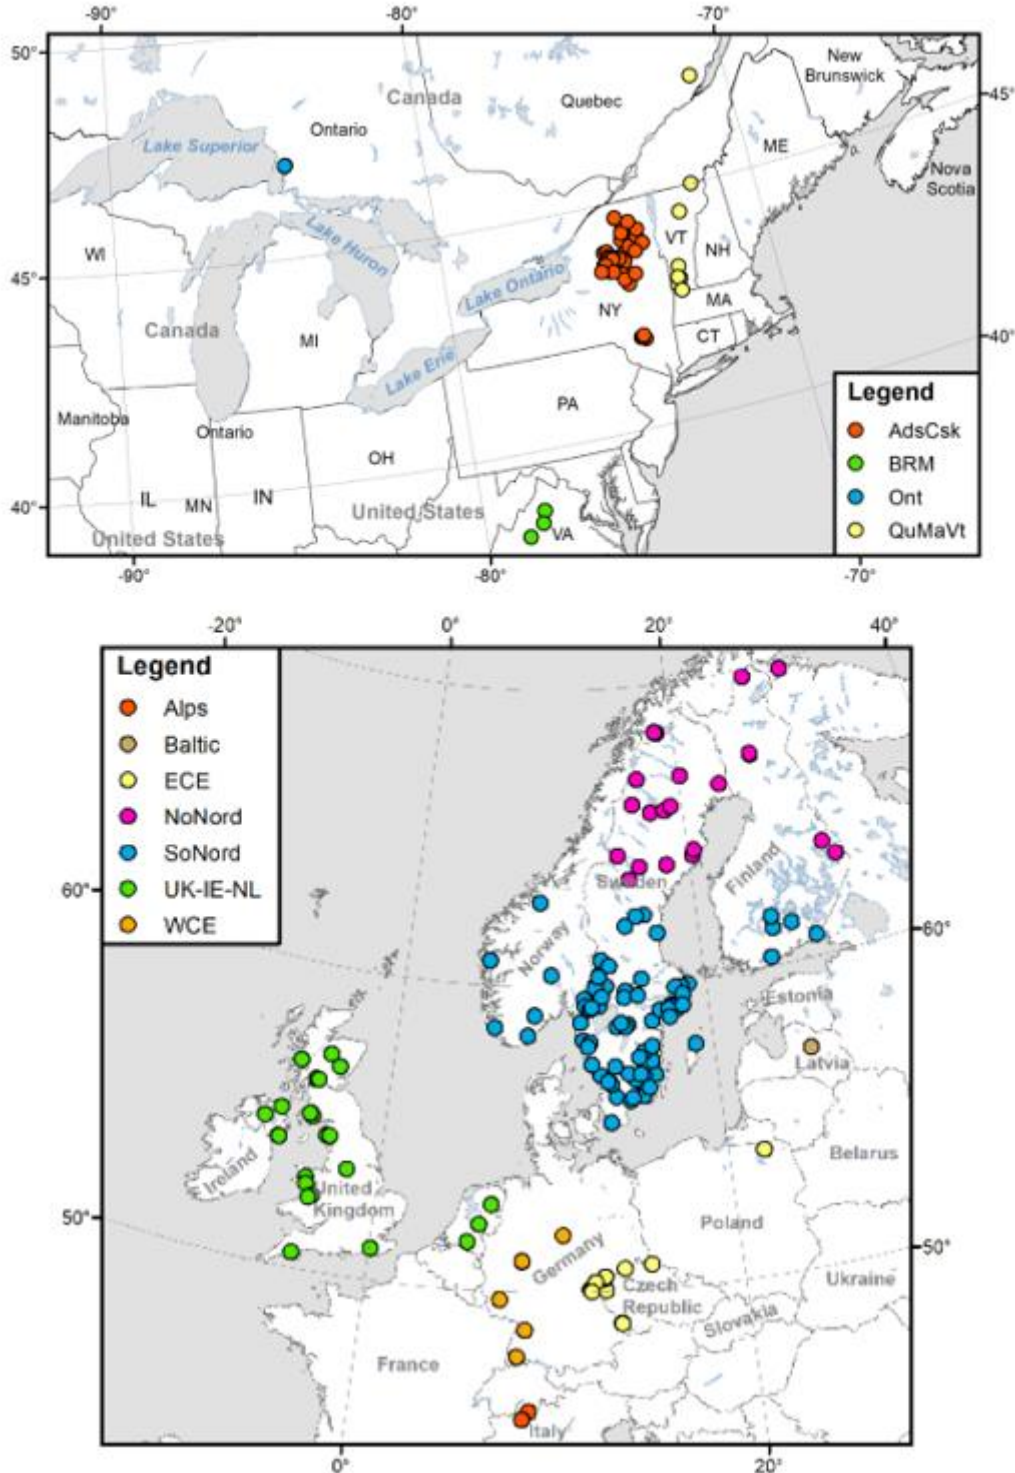 -90°
-80°
-70°
50°
New
Brunswick
Canada
Quebec
45°
Ontario
Lake Superior
ME
Nova
Scotia
Lake Huron
VT
WI
NH
45°
Lake Ontario
NY
MA
Canada
MI
CT
40°
Lake Erie
Legend
PA
Manitoba
Ontario
AdsCsk
OH
BRM
IL
MN
IN
Ont
40°
United States
VA
QuMaVt
United States
-90°
-80°
-70°
-20°
0°
20°
40°
Legend
Alps
Baltic
ECE
NoNord
SoNord
UK-IE-NL
WCE
Finland
Sweden
60°
60°
Norway
Estonia
Latvia
Belarus
Ireland
United
Kingdom
50°
Poland
50°
Germany
Czech
Republic
Ukraine
Slovakia
France
Italy
0°
20°